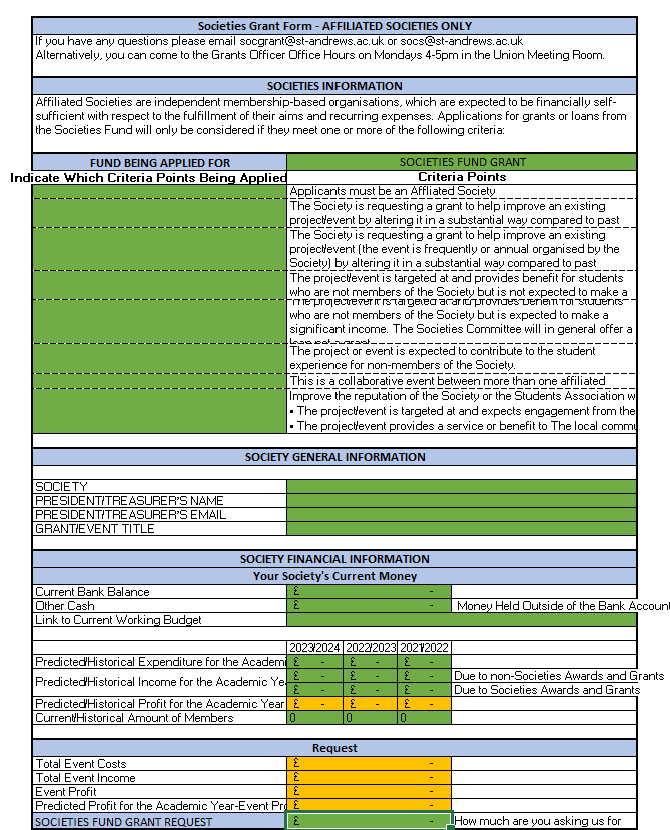 Societies Grant Form - AFFILIATED SOCIETIES ONLY
If you have any questions please email socgrant@st-andrews.ac.uk or socs@st-andrews.ac.uk
Alternatively, you can come to the Grants Officer Office Hours on Mondays 4-5pm in the Union Meeting Room.
SOCIETIES INFORMATION
Affiliated Societies are independent membership-based organisations, which are expected to be financially self-
sufficient with respect to the fulfillment of their aims and recurring expenses. Applications for grants or loans from
the Societies Fund will only be considered if they meet one or more of the following criteria:
FUND BEING APPLIED FOR SOCIETIES FUND GRANT
Indicate Which Criteria Points Being Applied Criteria Points
Applicants must be an Affliated Society
The Society is requesting a grant to help improve an existing
project/event by altering it in a substantial way compared to past
The Society is requesting a grant to help improve an existing
project/event (the event is frequently or annual organised by the
Society) by altering it in a substantial way compared to past
The project/event is targeted at and provides benefit for students
who are not members of the Society but is not expected to make a
The project/event is targeted at and provides benefit for students
who are not members of the Society but is expected to make a
significant income. The Societies Committee will in general offer a
loan not a grant
The project or event is expected to contribute to the student
experience for non-members of the Society.
This is a collaborative event between more than one affiliated
Improve the reputation of the Society or the Students Association w
• The project/event is targeted at and expects engagement from the
• The project/event provides a service or benefit to The local commu
SOCIETY GENERAL INFORMATION
SOCIETY
PRESIDENT/TREASURER'S NAME
PRESIDENT/TREASURER'S EMAIL
GRANT/EVENT TITLE
SOCIETY FINANCIAL INFORMATION
Your Society's Current Money
Current Bank Balance £ -
Other Cash £ - Money Held Outside of the Bank Accoun
Link to Current Working Budget
2023/2024 2022/2023 2021/2022
Predicted/Historical Expenditure for the Academi £ - £ - £ -
Predicted/Historical Income for the Academic Ye £ - £ - £ - Due to non-Societies Awards and Grants
£ - £ - £ - Due to Societies Awards and Grants
Predicted/Historical Profit for the Academic Year £ - £ - £ -
Current/Historical Amount of Members 0 0 0
Request
Total Event Costs £ -
Total Event Income £ -
Event Profit £ -
Predicted Profit for the Academic Year-Event Pro £ -
SOCIETIES FUND GRANT REQUEST £ - How much are you asking us for